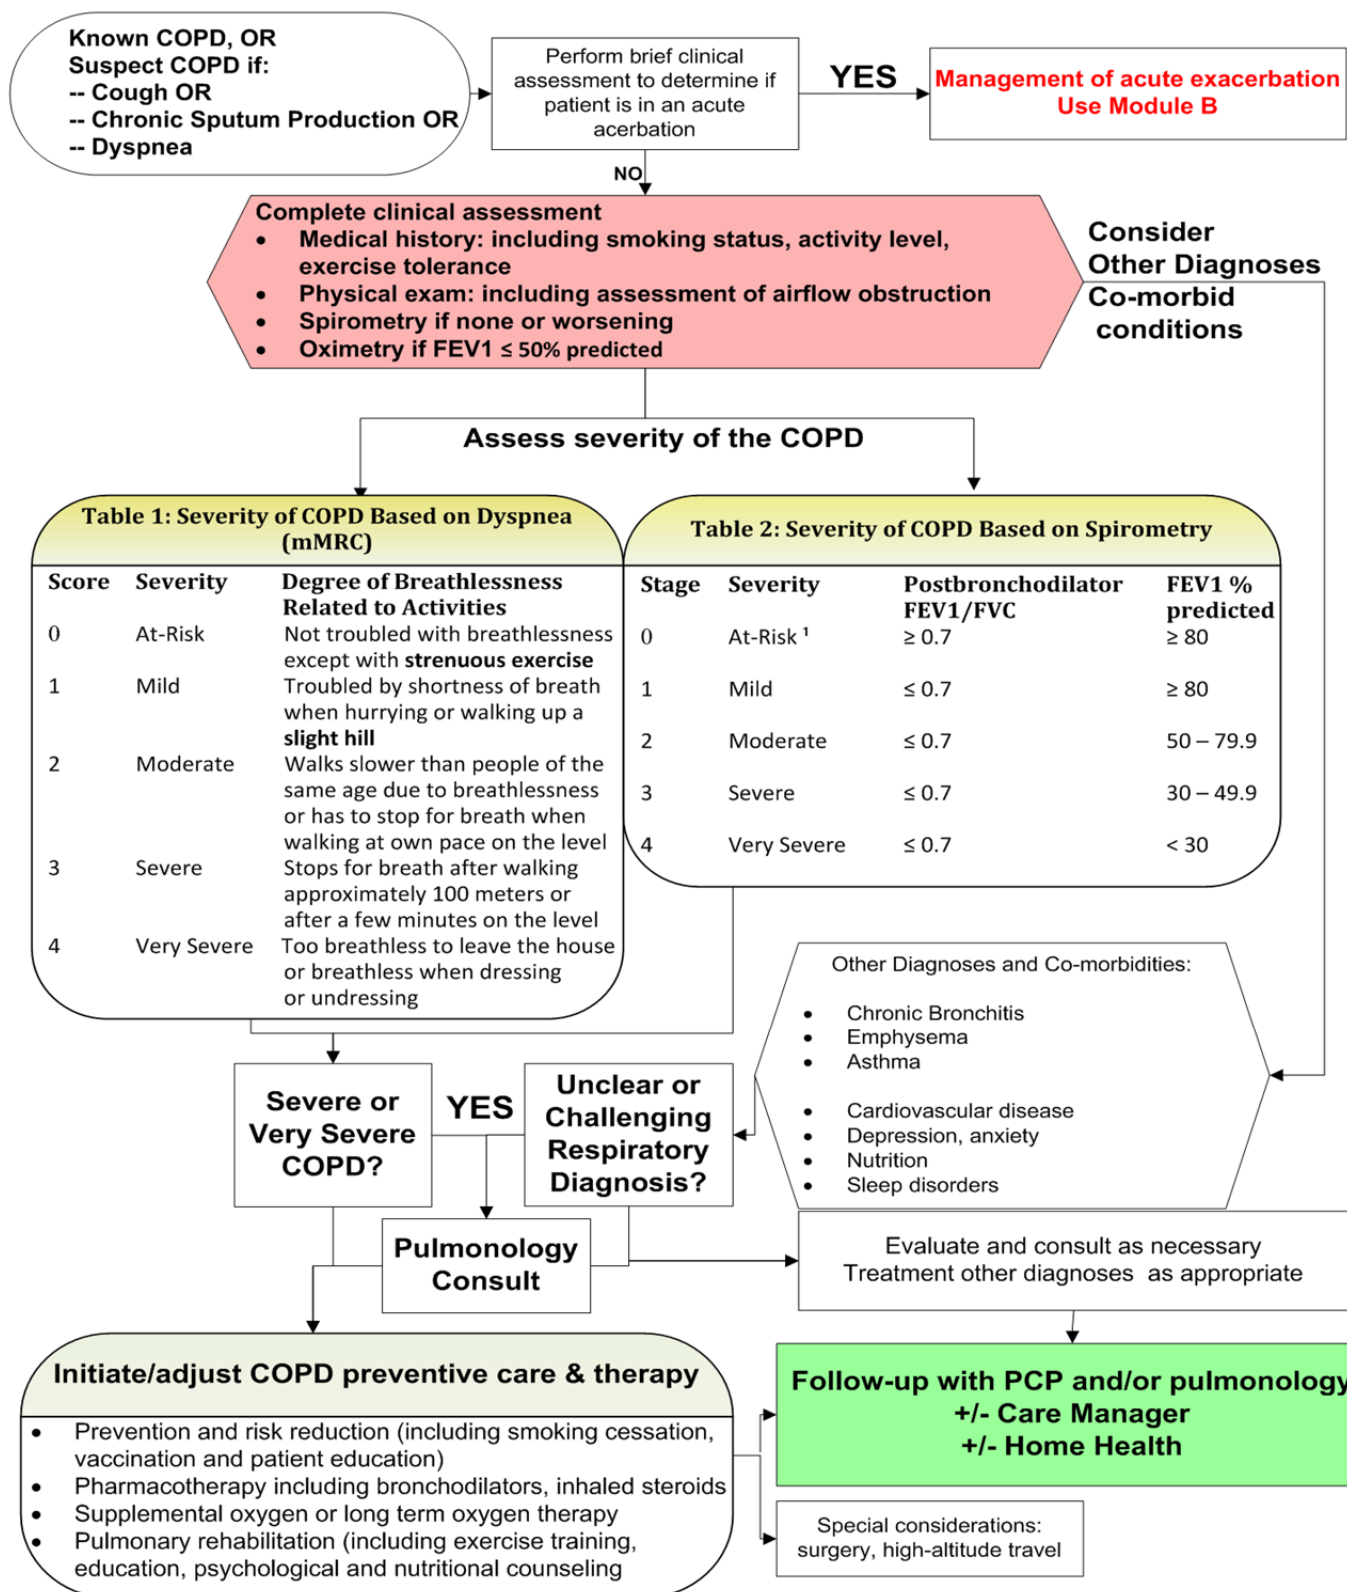 Known COPD, OR
Suspect COPD if:
-- Cough OR
-- Chronic Sputum Production OR
-- Dyspnea
Perform brief clinical
assessment to determine if
patient is in an acute
acerbation
YES
Management of acute exacerbation
Use Module B
NO
Complete clinical assessment
• Medical history: including smoking status, activity level,
exercise tolerance
• Physical exam: including assessment of airflow obstruction
• Spirometry if none or worsening
• Oximetry if FEV1 ≤ 50% predicted
Consider
Other Diagnoses
Co-morbid
conditions
Assess severity of the COPD
Table 1: Severity of COPD Based on Dyspnea
(mMRC)
Score Severity Degree of Breathlessness
Related to Activities
0 At-Risk Not troubled with breathlessness
except with strenuous exercise
1 Mild Troubled by shortness of breath
when hurrying or walking up a
slight hill
2 Moderate Walks slower than people of the
same age due to breathlessness
or has to stop for breath when
walking at own pace on the level
3 Severe Stops for breath after walking
approximately 100 meters or
after a few minutes on the level
4 Very Severe Too breathless to leave the house
or breathless when dressing
or undressing
Table 2: Severity of COPD Based on Spirometry
Stage Severity Postbronchodilator FEV1 %
FEV1/FVC predicted
0 At-Risk ¹ ≥ 0.7 ≥ 80
1 Mild ≤ 0.7 ≥ 80
2 Moderate ≤ 0.7 50 – 79.9
3 Severe ≤ 0.7 30 – 49.9
4 Very Severe ≤ 0.7 < 30
Other Diagnoses and Co-morbidities:
• Chronic Bronchitis
• Emphysema
• Asthma
• Cardiovascular disease
• Depression, anxiety
• Nutrition
• Sleep disorders
Severe or
Very Severe
COPD?
YES
Unclear or
Challenging
Respiratory
Diagnosis?
Pulmonology
Consult
Evaluate and consult as necessary
Treatment other diagnoses as appropriate
Initiate/adjust COPD preventive care & therapy
• Prevention and risk reduction (including smoking cessation,
vaccination and patient education)
• Pharmacotherapy including bronchodilators, inhaled steroids
• Supplemental oxygen or long term oxygen therapy
• Pulmonary rehabilitation (including exercise training,
education, psychological and nutritional counseling
Follow-up with PCP and/or pulmonology
+/- Care Manager
+/- Home Health
Special considerations:
surgery, high-altitude travel